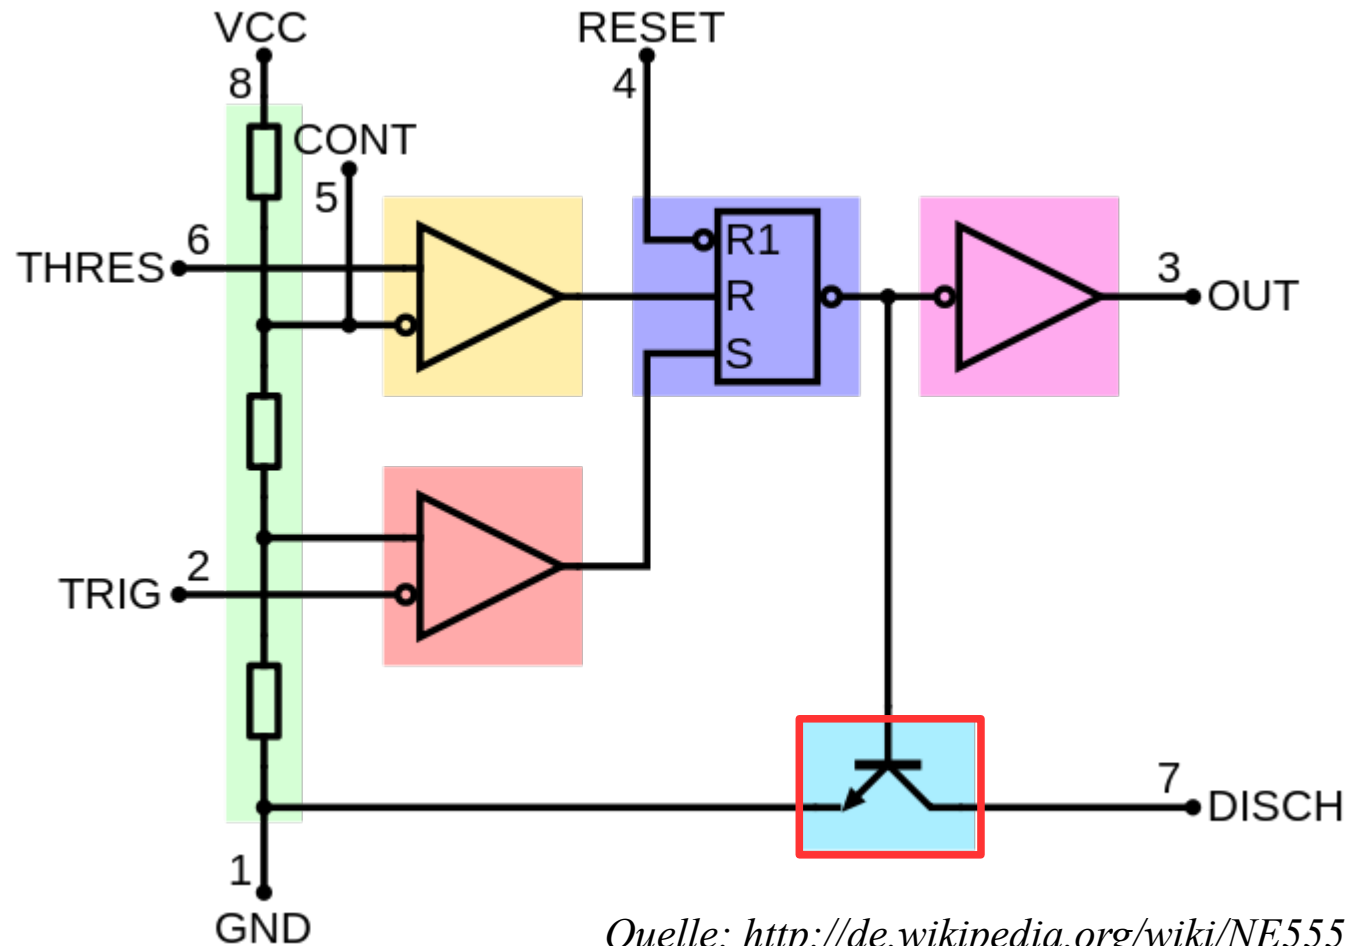 VCC
RESET
8
4
CONT
5
6
THRES
R1
R
S
3
OUT
2
TRIG
7
DISCH
1
GND
Quelle: http://de.wikipedia.org/wiki/NE555